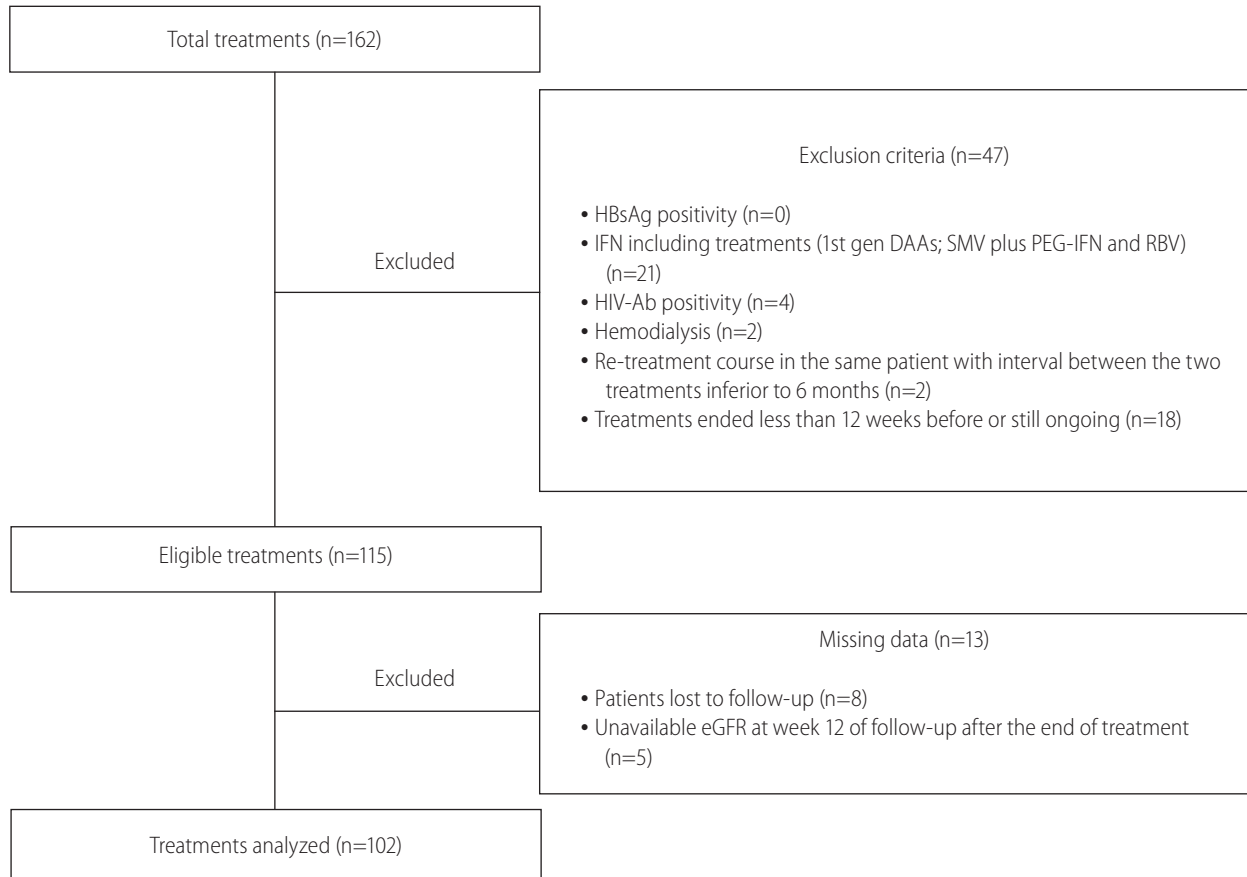 Total treatments (n=162)
Exclusion criteria (n=47)
• HBsAg positivity (n=0)
• IFN including treatments (1st gen DAAs; SMV plus PEG-IFN and RBV)
(n=21)
Excluded
• HIV-Ab positivity (n=4)
• Hemodialysis (n=2)
• Re-treatment course in the same patient with interval between the two
treatments inferior to 6 months (n=2)
• Treatments ended less than 12 weeks before or still ongoing (n=18)
Eligible treatments (n=115)
Missing data (n=13)
Excluded
• Patients lost to follow-up (n=8)
• Unavailable eGFR at week 12 of follow-up after the end of treatment
(n=5)
Treatments analyzed (n=102)